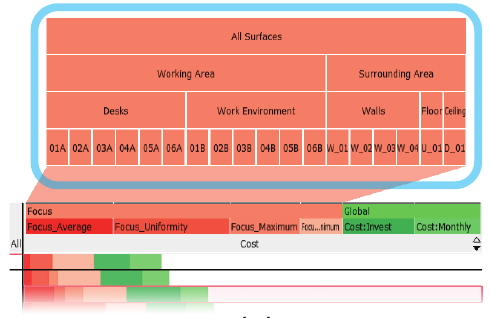 All Surfaces
Working Area Surrounding Area
Desks Work Environment Walls Floor Ceiling
01A 02A 03A 04A 05A 06A 01B 02B 03B 04B 05B 06B W_01 W_02 W_03 W_04 U_01 D_01
Focus Global
Focus_Average Focus_Uniformity Focus_Maximum Focu...rimum Cost:Invest Cost:Monthly
All Cost